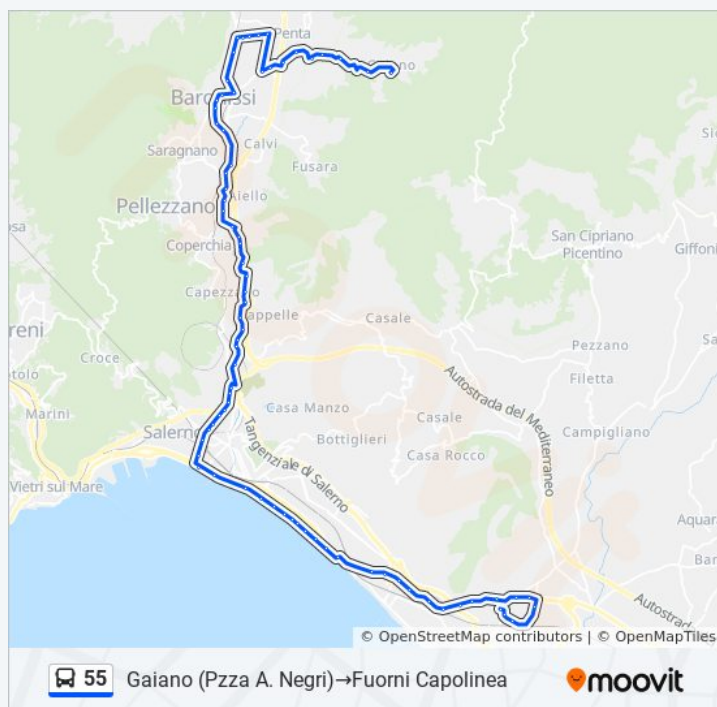 Penta
Baronissi
Calvi
Saragnano
Fusara
Aiello
Pellezzano
Coperchia
San Cipriano
Picentino
Giffoni
Capezzano
Cappelle
Casale
Croce
Pezzano
Filetta
Autostrada del Mediterraneo
Marini
Casa Manzo
Casale
Campigliano
Salerno
Bottiglieri
Casa Rocco
Tangenziale di Salerno
Vietri sul Mare
Autostrada
© OpenStreetMap contributors | © OpenMapTiles
55 Gaiano (Pzza A. Negri)→Fuorni Capolinea
moovit